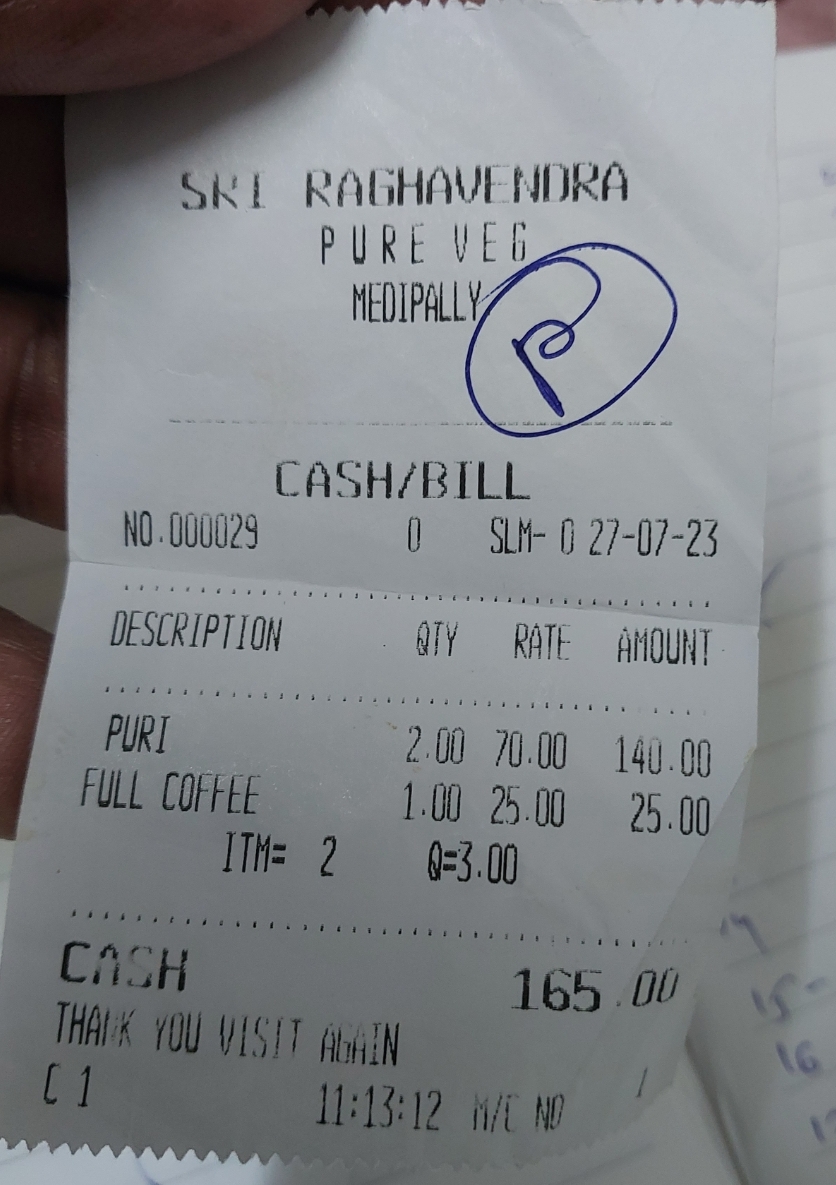 SRI RAGHAVENDRA
PURE VEG
MEDIPALLY
P
CASH/BILL
NO.000029 0 SLM- 0 27-07-23
DESCRIPTION QTY RATE AMOUNT
PURI 2.00 70.00 140.00
FULL COFFEE 1.00 25.00 25.00
ITM= 2 Q=3.00
CASH 165.00
THANK YOU VISIT AGAIN
C 1 11:13:12 M/C NO 1
15-
16